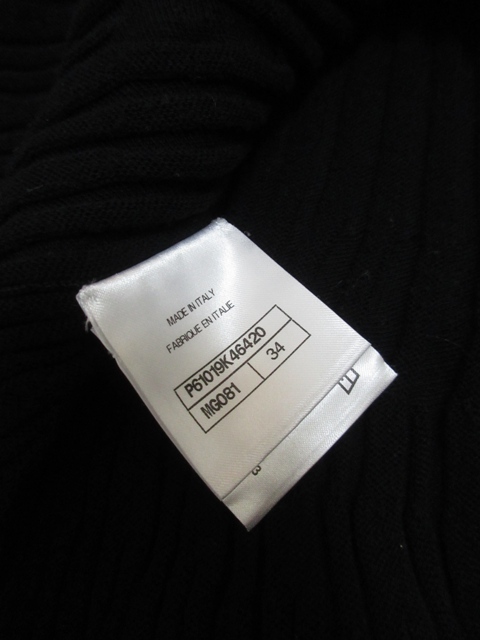 MADE IN ITALY
FABRIQUE EN ITALIE
P61019K46420
MG081 34